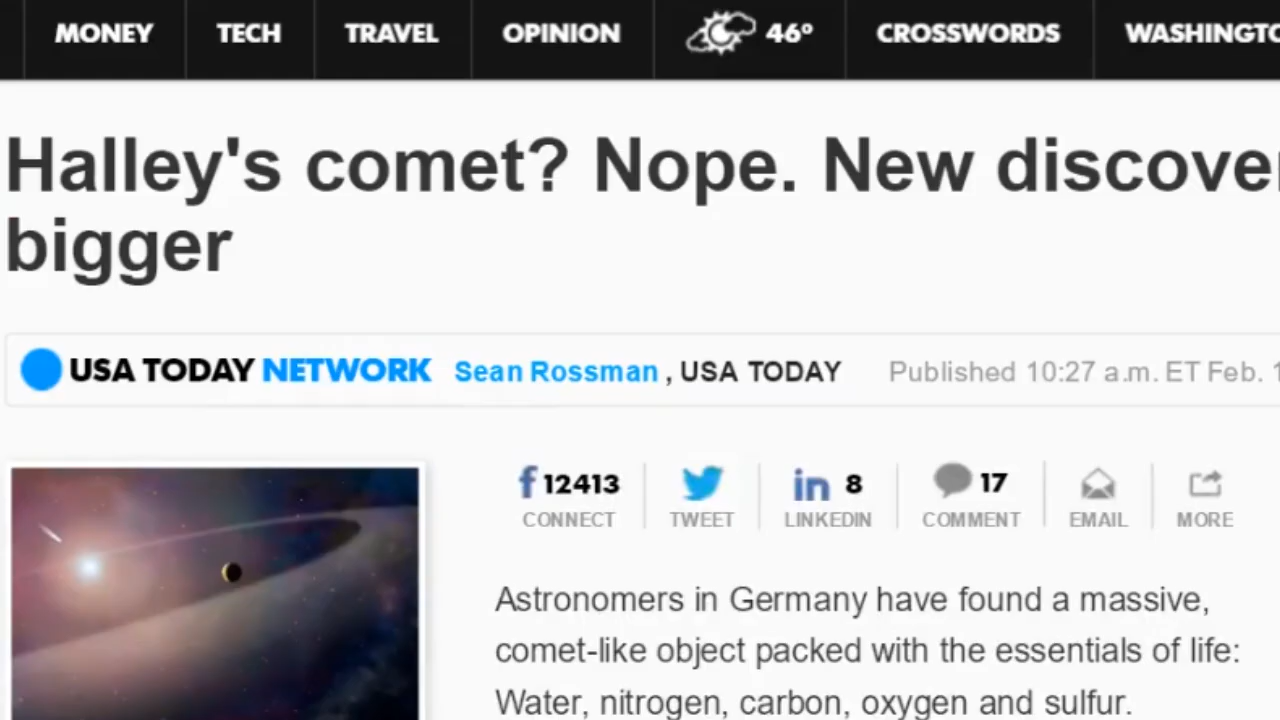 MONEY TECH TRAVEL OPINION 46° CROSSWORDS
Halley's comet? Nope. New
bigger
USA TODAY NETWORK Sean Rossman , USA TODAY Published 10:27 a.m. ET Feb.
f 12413 in 8 17
CONNECT TWEET LINKEDIN COMMENT EMAIL MORE
Astronomers in Germany have found a massive,
comet-like object packed with the essentials of life:
Water, nitrogen, carbon, oxygen and sulfur.